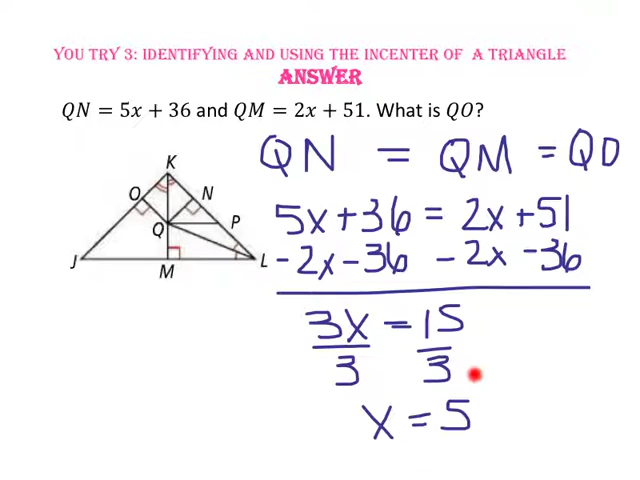 YOU TRY 3: IDENTIFYING AND USING THE INCENTER OF A TRIANGLE
ANSWER
QN = 5x + 36 and QM = 2x + 51. What is QO?
QN = QM = QO
K
O N
5x+36 = 2x+51
Q P
-2x-36 -2x-36
J M L
3x = 15
3 3
x = 5